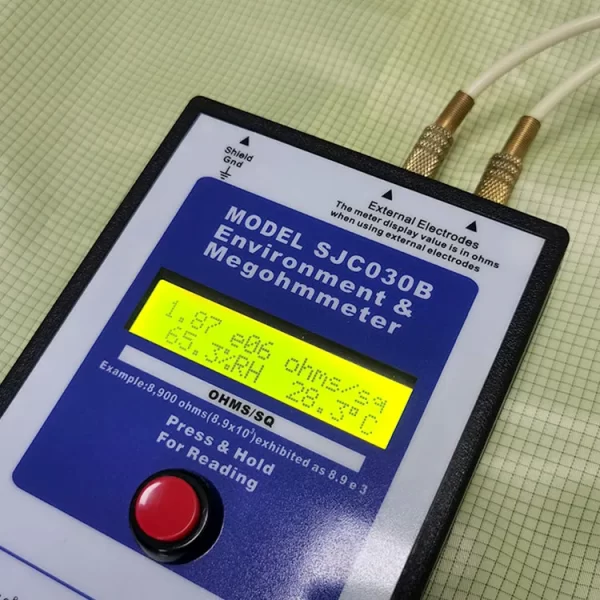 Shield
Gnd
External Electrodes
The meter display value is in ohms
when using external electrodes
MODEL SJC030B
Environment &
Megohmmeter
1.87 e06 ohms/sq
65.3%RH 28.3°C
OHMS/SQ
Example:8,900 ohms(8.9x10³)exhibited as 8.9 e 3
Press & Hold
For Reading